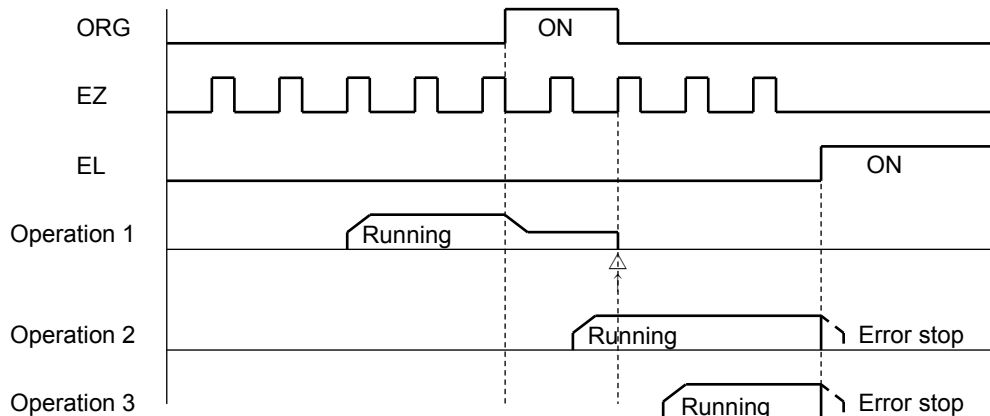 ORG ON
EZ
EL ON
Operation 1 Running
Operation 2 Running Error stop
Operation 3 Running Error stop